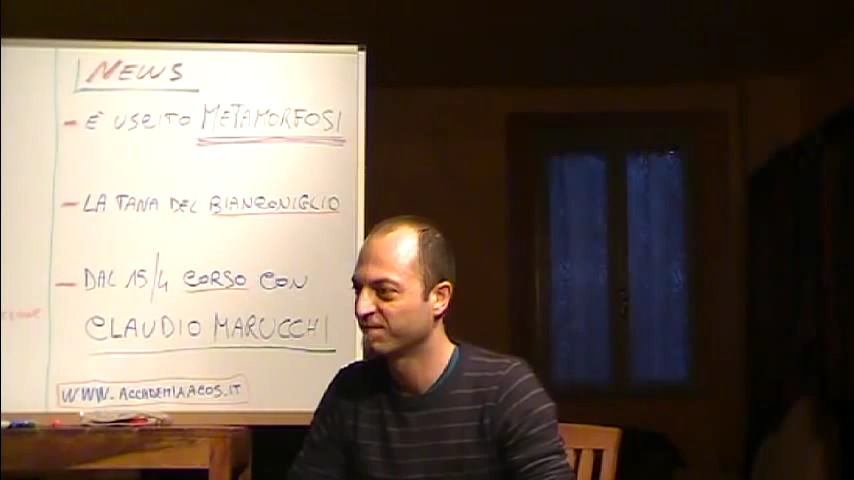 NEWS
- È USCITO METAMORFOSI
- LA TANA DEL BIANCONIGLIO
- DAL 15/4 CORSO CON
CLAUDIO MARUCCHI
WWW.ACCADEMIAACOS.IT